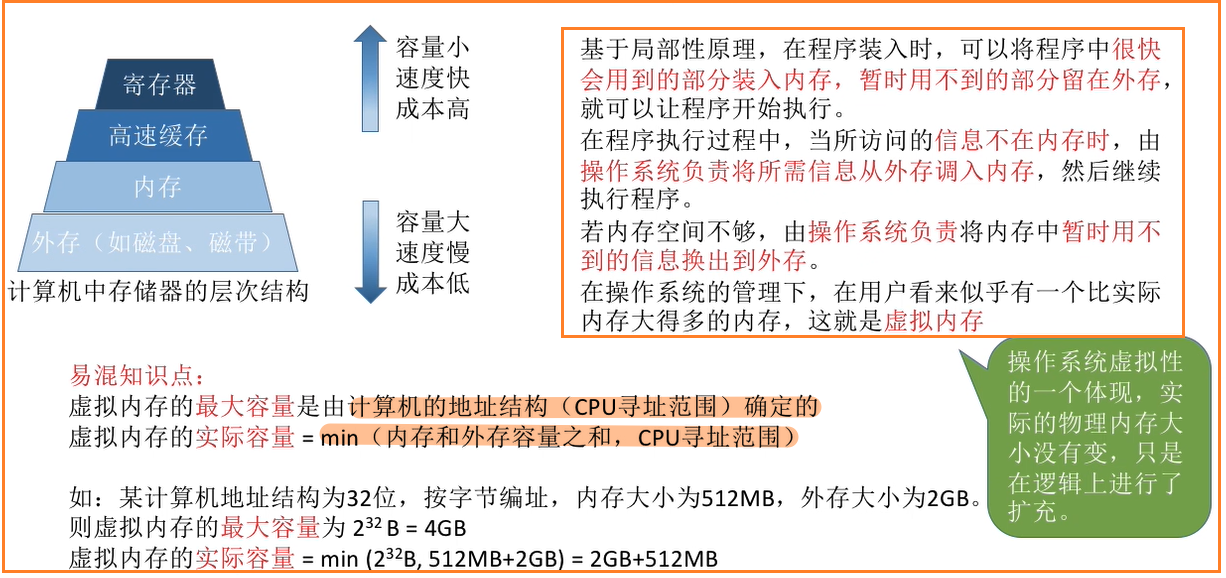 寄存器
高速缓存
内存
外存（如磁盘、磁带）
计算机中存储器的层次结构
容量小
速度快
成本高
容量大
速度慢
成本低
基于局部性原理，在程序装入时，可以将程序中很快
会用到的部分装入内存，暂时用不到的部分留在外存，
就可以让程序开始执行。
在程序执行过程中，当所访问的信息不在内存时，由
操作系统负责将所需信息从外存调入内存，然后继续
执行程序。
若内存空间不够，由操作系统负责将内存中暂时用不
到的信息换出到外存。
在操作系统的管理下，在用户看来似乎有一个比实际
内存大得多的内存，这就是虚拟内存
操作系统虚拟性
的一个体现，实
际的物理内存大
小没有变，只是
在逻辑上进行了
扩充。
易混知识点：
虚拟内存的最大容量是由计算机的地址结构（CPU寻址范围）确定的
虚拟内存的实际容量 = min（内存和外存容量之和，CPU寻址范围）
如：某计算机地址结构为32位，按字节编址，内存大小为512MB，外存大小为2GB。
则虚拟内存的最大容量为 2³² B = 4GB
虚拟内存的实际容量 = min (2³²B, 512MB+2GB) = 2GB+512MB